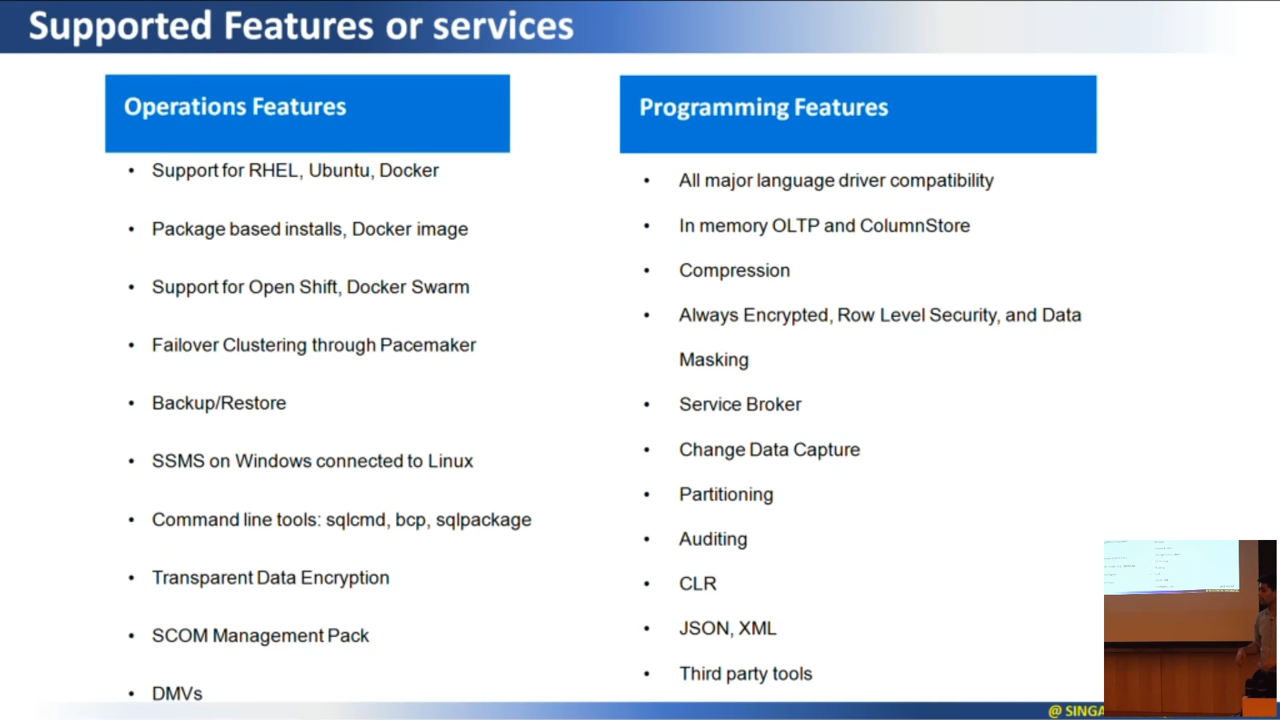 Supported Features or services
Operations Features
• Support for RHEL, Ubuntu, Docker
• Package based installs, Docker image
• Support for Open Shift, Docker Swarm
• Failover Clustering through Pacemaker
• Backup/Restore
• SSMS on Windows connected to Linux
• Command line tools: sqlcmd, bcp, sqlpackage
• Transparent Data Encryption
• SCOM Management Pack
• DMVs
Programming Features
• All major language driver compatibility
• In memory OLTP and ColumnStore
• Compression
• Always Encrypted, Row Level Security, and Data
Masking
• Service Broker
• Change Data Capture
• Partitioning
• Auditing
• CLR
• JSON, XML
• Third party tools
@ SINGA